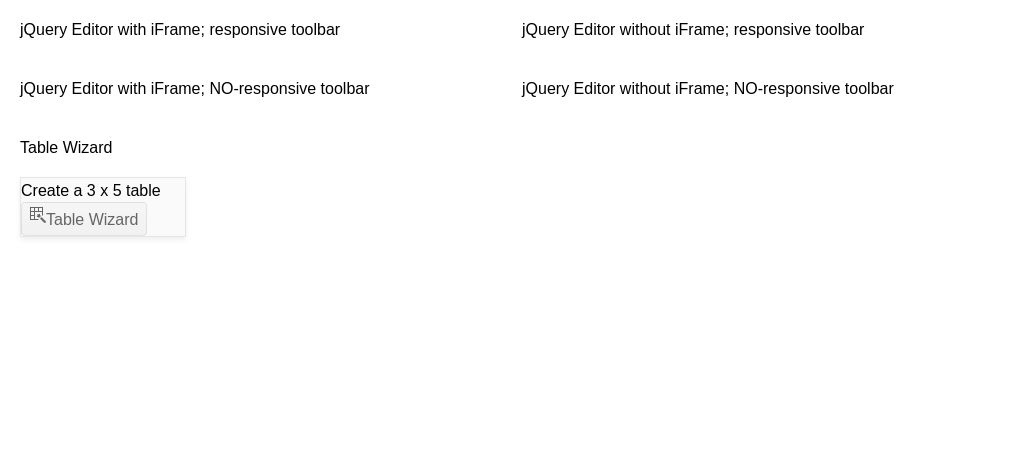 jQuery Editor with iFrame; responsive toolbar
jQuery Editor without iFrame; responsive toolbar
jQuery Editor with iFrame; NO-responsive toolbar
jQuery Editor without iFrame; NO-responsive toolbar
Table Wizard
Create a 3 x 5 table
Table Wizard